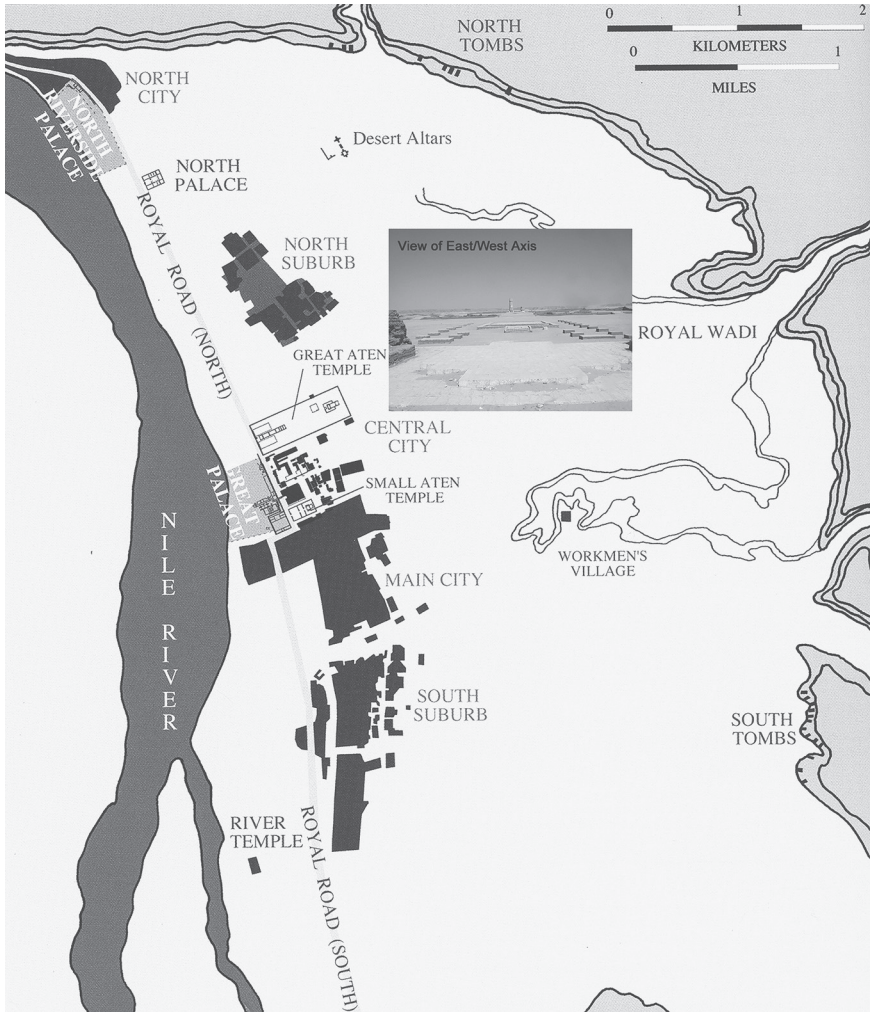 NORTH
TOMBS
0 1 2
KILOMETERS
0 1
MILES
NORTH
CITY
NORTH
RIVERSIDE
PALACE
Desert Altars
NORTH
PALACE
ROYAL ROAD (NORTH)
NORTH
SUBURB
View of East/West Axis
ROYAL WADI
GREAT ATEN
TEMPLE
CENTRAL
CITY
GREAT
PALACE
SMALL ATEN
TEMPLE
NILE RIVER
WORKMEN'S
VILLAGE
MAIN CITY
SOUTH
SUBURB
SOUTH
TOMBS
RIVER
TEMPLE
ROYAL ROAD (SOUTH)